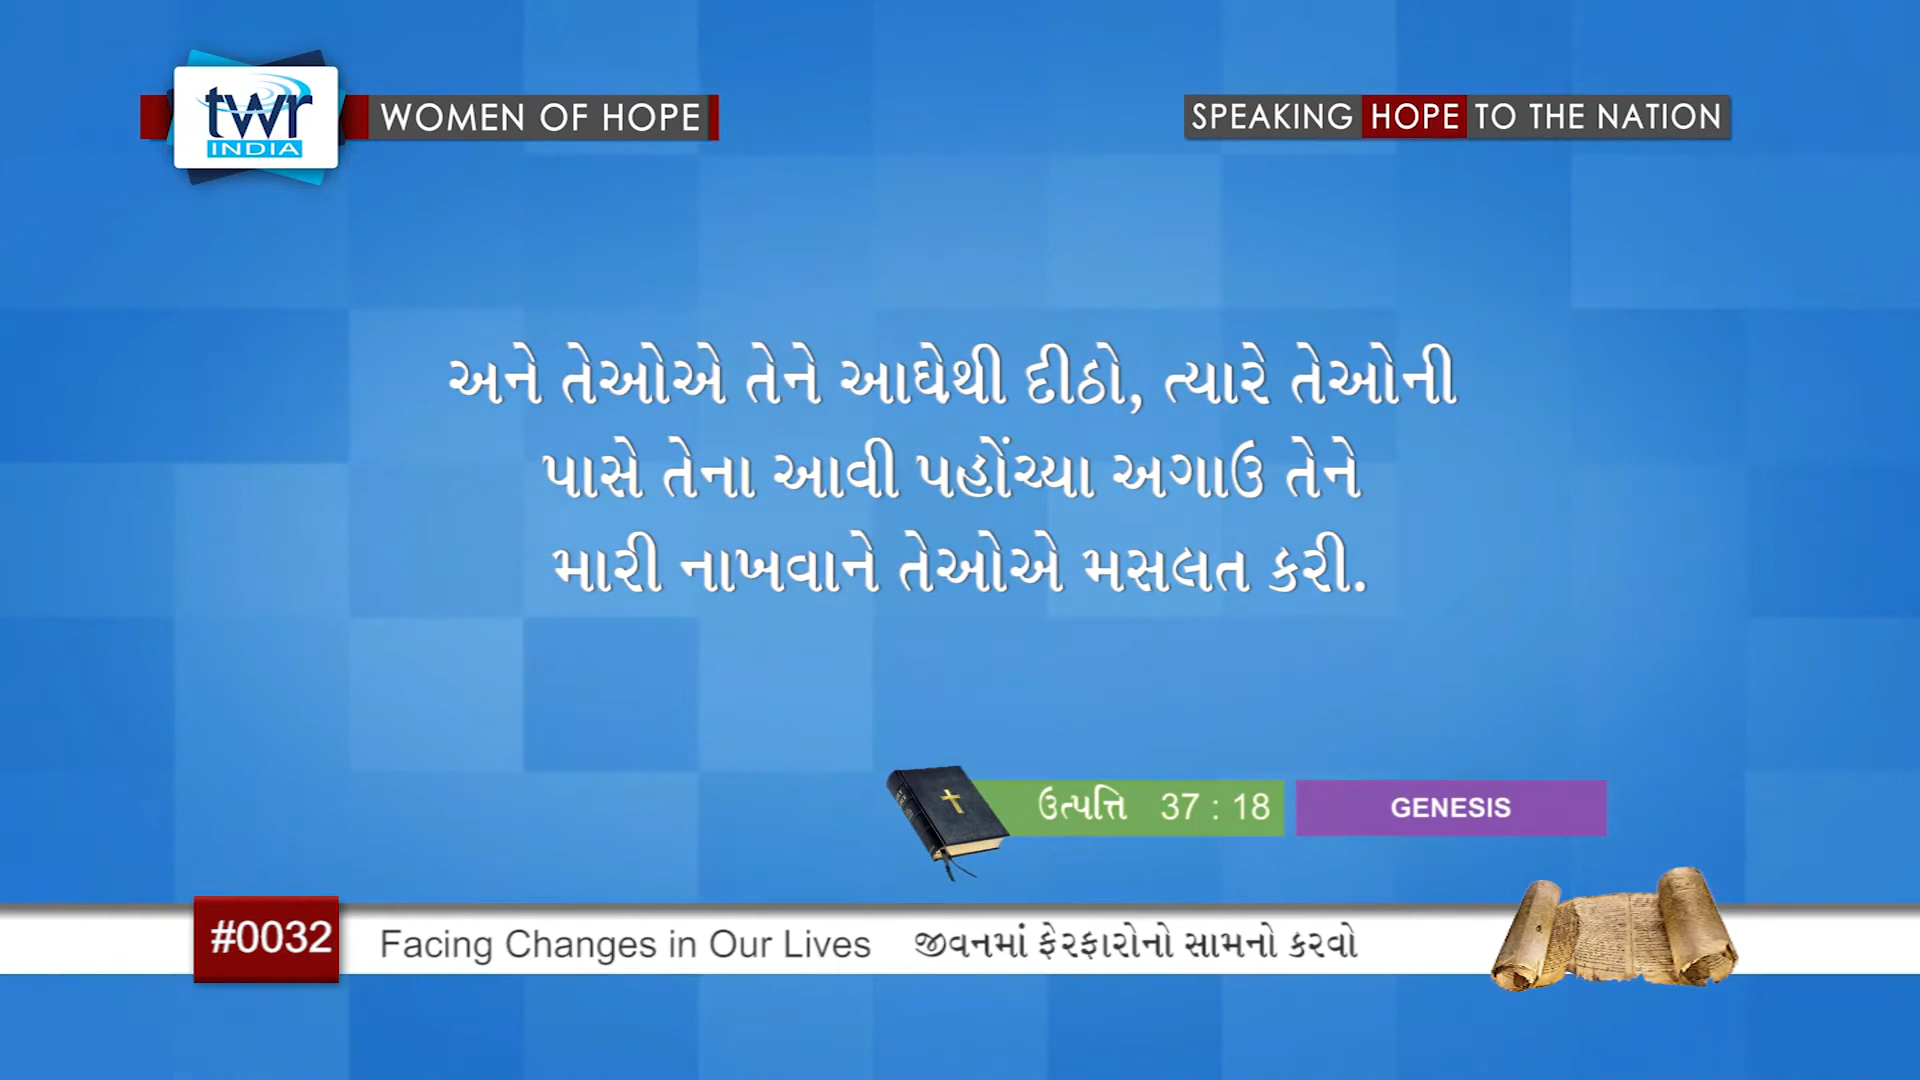 twr
INDIA
WOMEN OF HOPE
SPEAKING HOPE TO THE NATION
અને તેઓએ તેને આઘેથી દીઠો, ત્યારે તેઓની
પાસે તેના આવી પહોંચ્યા અગાઉ તેને
મારી નાખવાને તેઓએ મસલત કરી.
ઉત્પત્તિ 37 : 18
GENESIS
#0032
Facing Changes in Our Lives જીવનમાં ફેરફારોનો સામનો કરવો